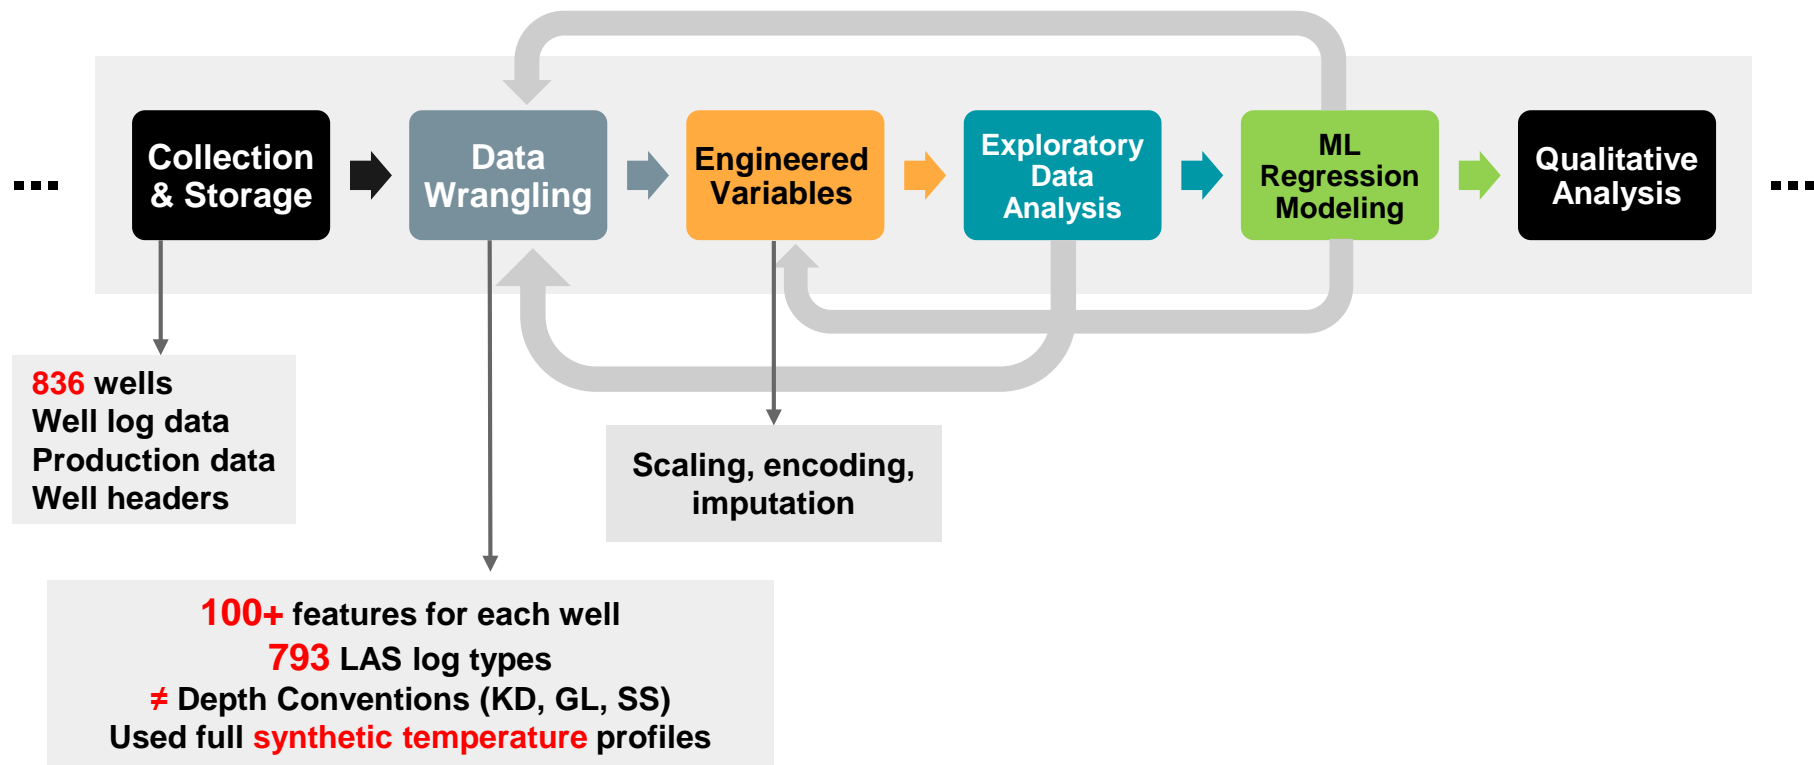 Collection
& Storage
Data
Wrangling
Engineered
Variables
Exploratory
Data
Analysis
ML
Regression
Modeling
Qualitative
Analysis
836 wells
Well log data
Production data
Well headers
Scaling, encoding,
imputation
100+ features for each well
793 LAS log types
≠ Depth Conventions (KD, GL, SS)
Used full synthetic temperature profiles